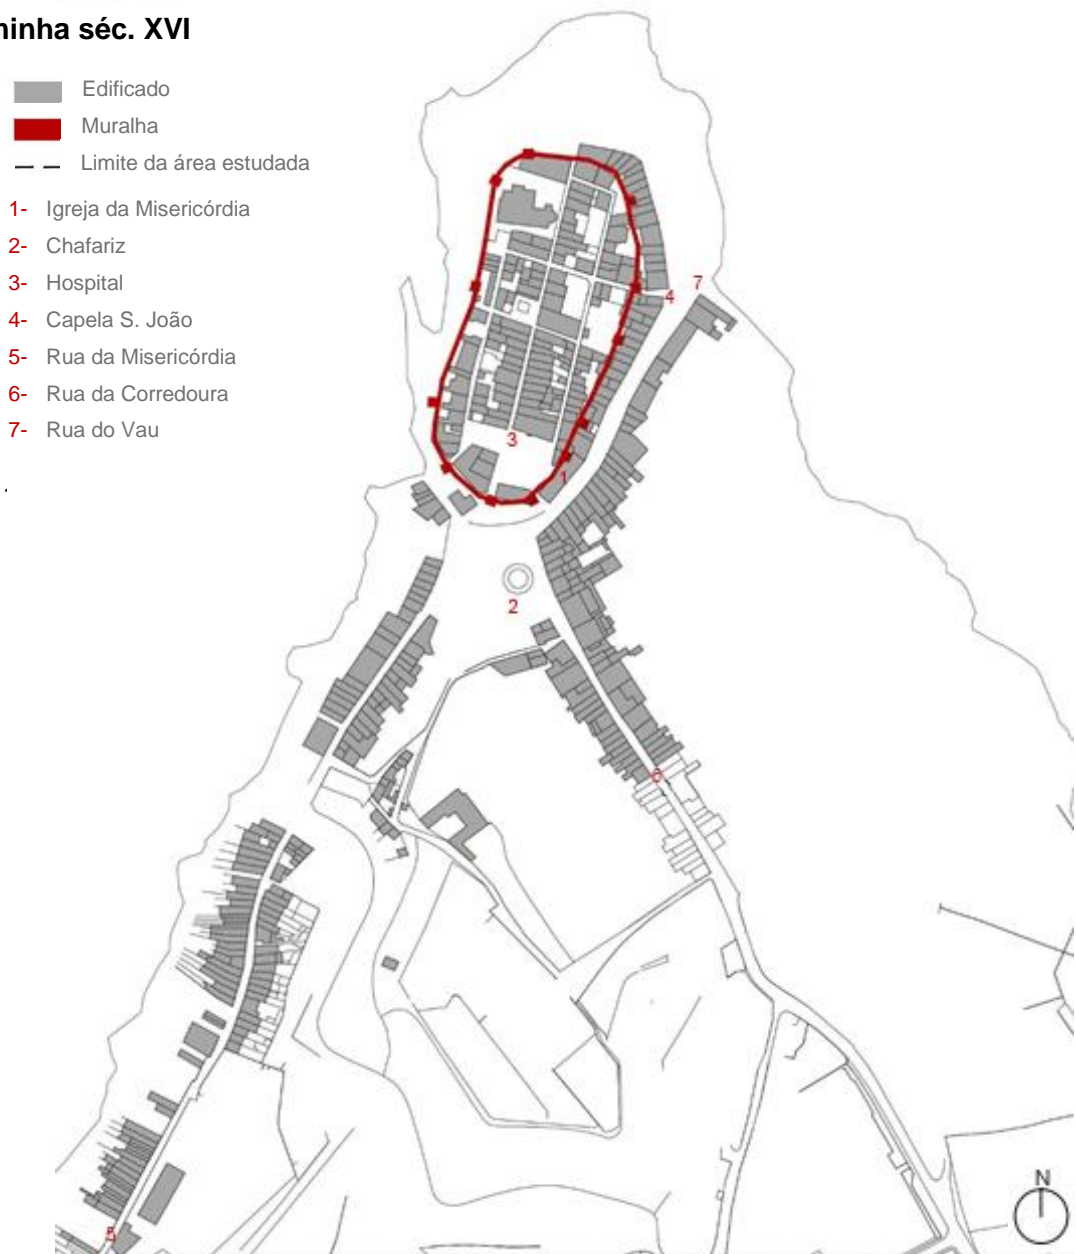 minha séc. XVI
Edificado
Muralha
Limite da área estudada
1- Igreja da Misericórdia
2- Chafariz
3- Hospital
4- Capela S. João
5- Rua da Misericórdia
6- Rua da Corredoura
7- Rua do Vau
7
4
3
1
2
6
5
N